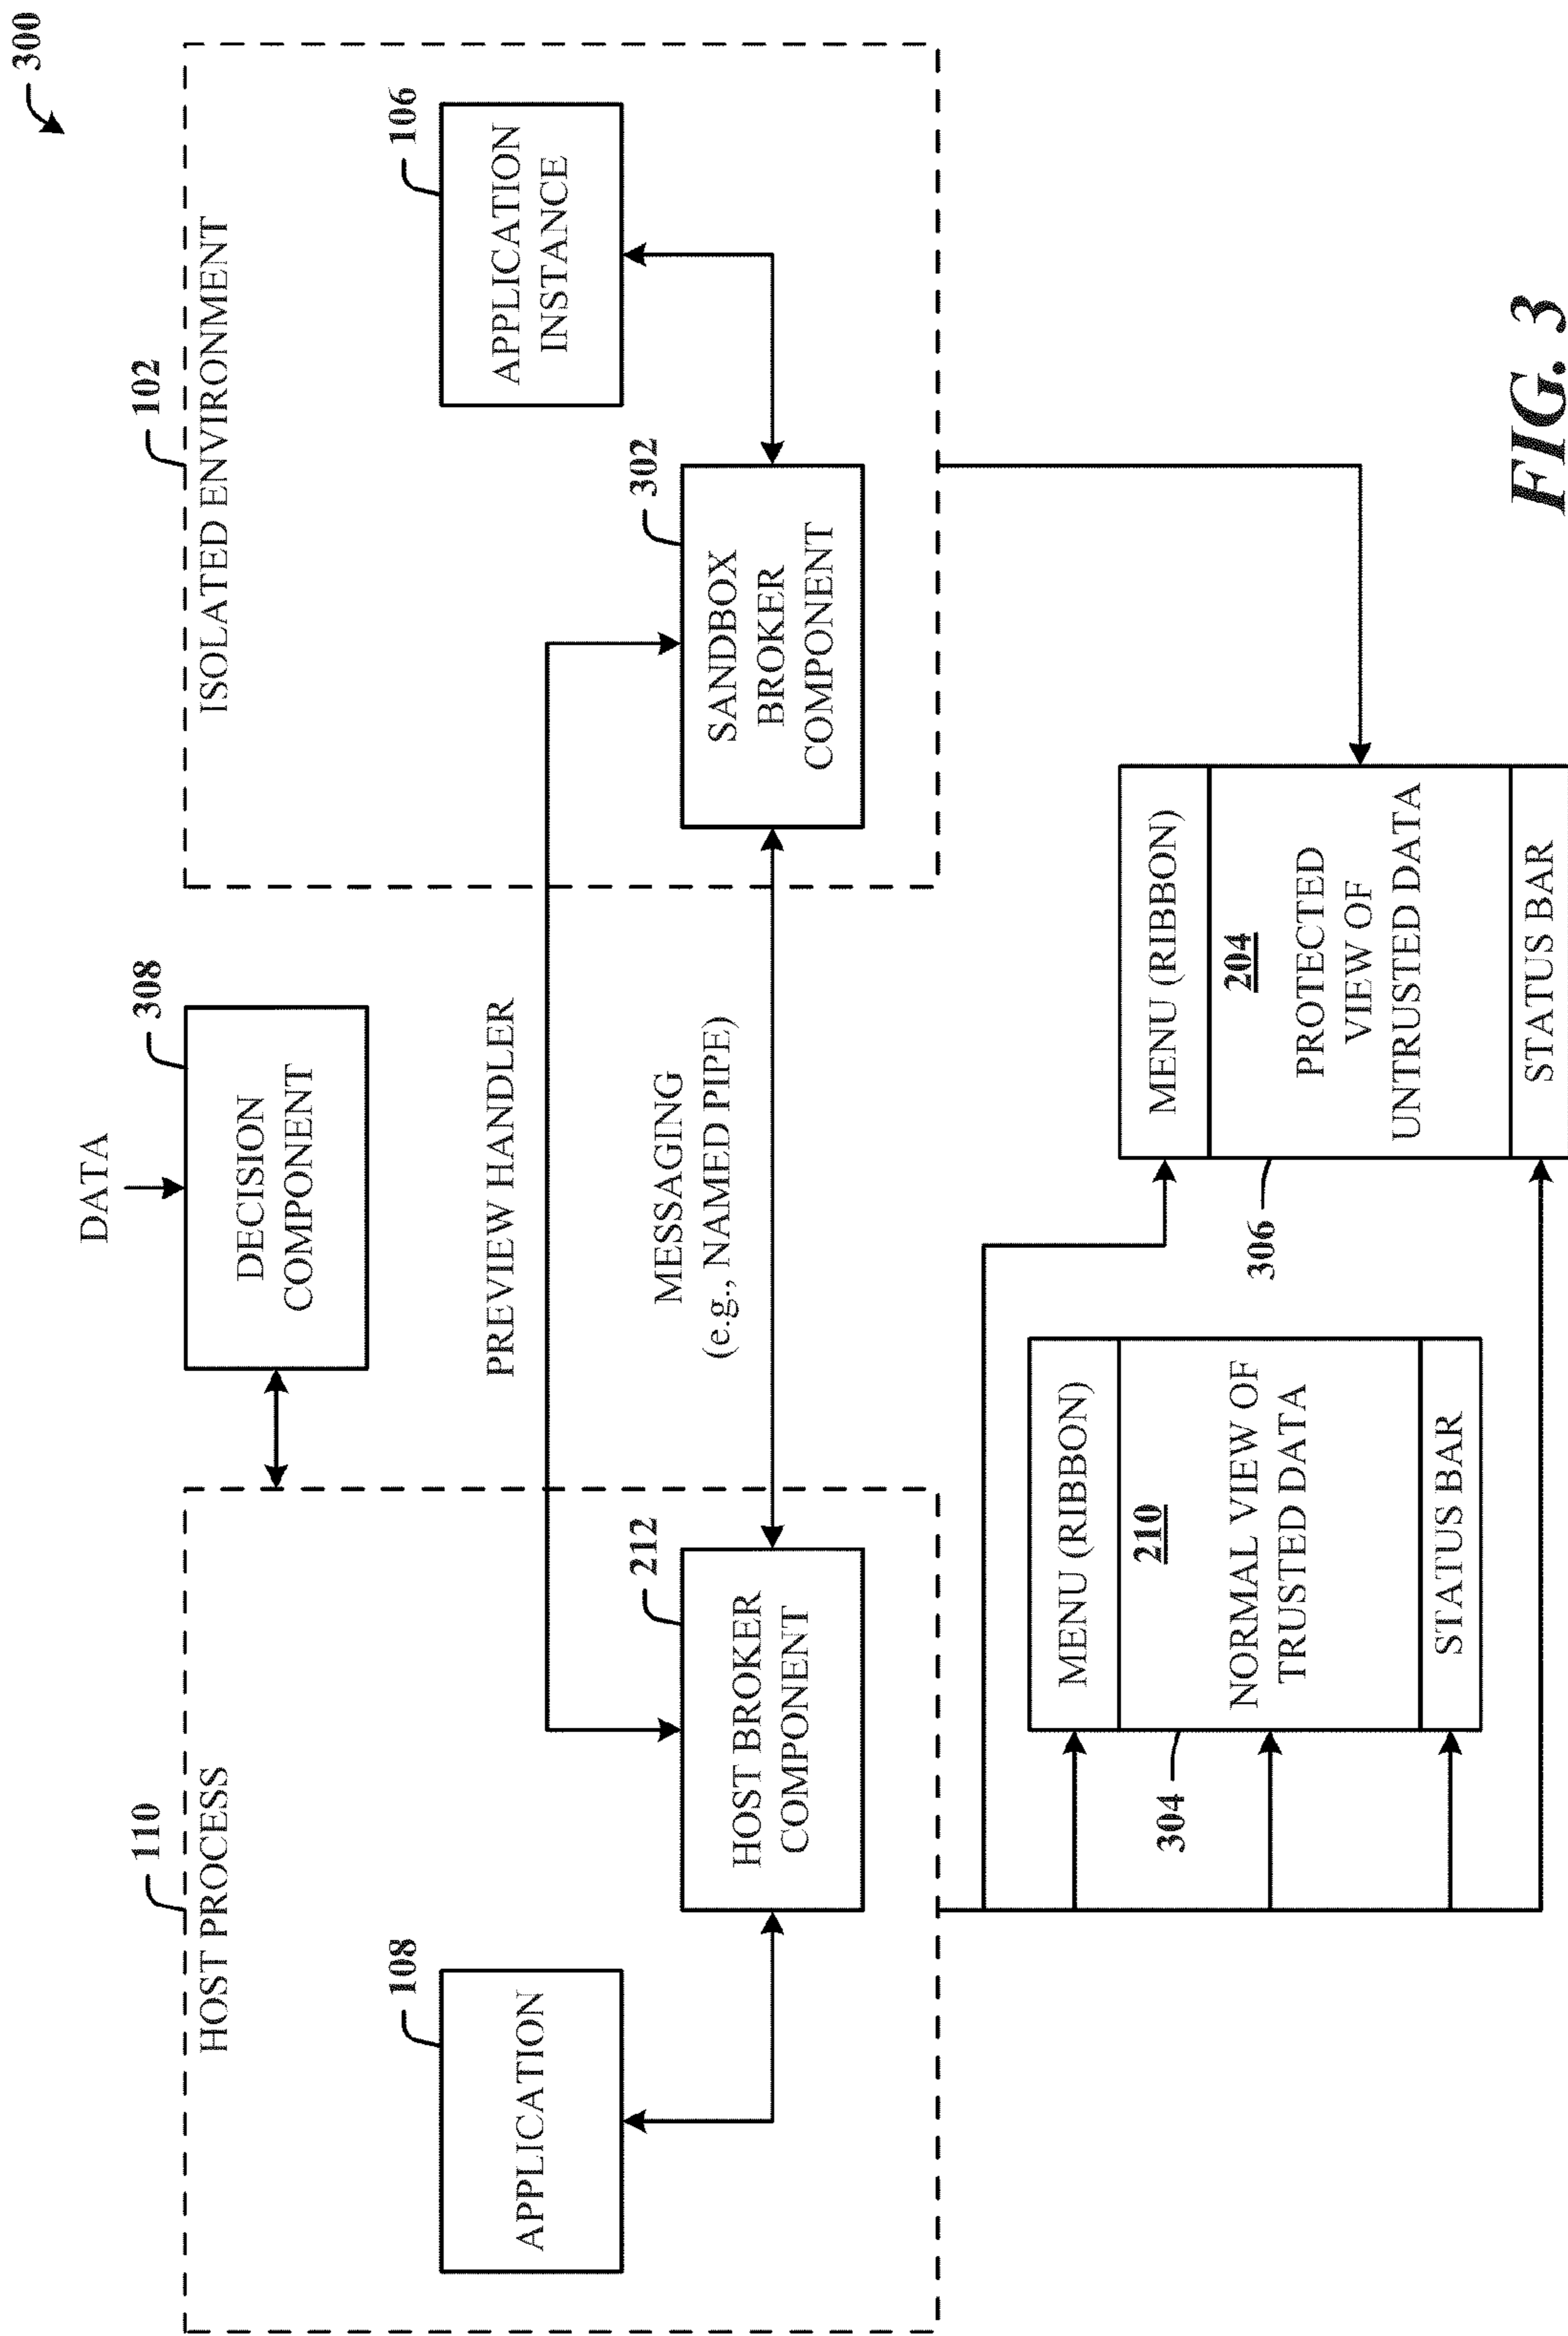 300
DATA
110
HOST PROCESS
308
DECISION
COMPONENT
102
ISOLATED ENVIRONMENT
108
APPLICATION
106
APPLICATION
INSTANCE
PREVIEW HANDLER
212
HOST BROKER
COMPONENT
MESSAGING
(e.g., NAMED PIPE)
302
SANDBOX
BROKER
COMPONENT
304
MENU (RIBBON)
210
NORMAL VIEW OF
TRUSTED DATA
STATUS BAR
306
MENU (RIBBON)
204
PROTECTED
VIEW OF
UNTRUSTED DATA
STATUS BAR
FIG. 3